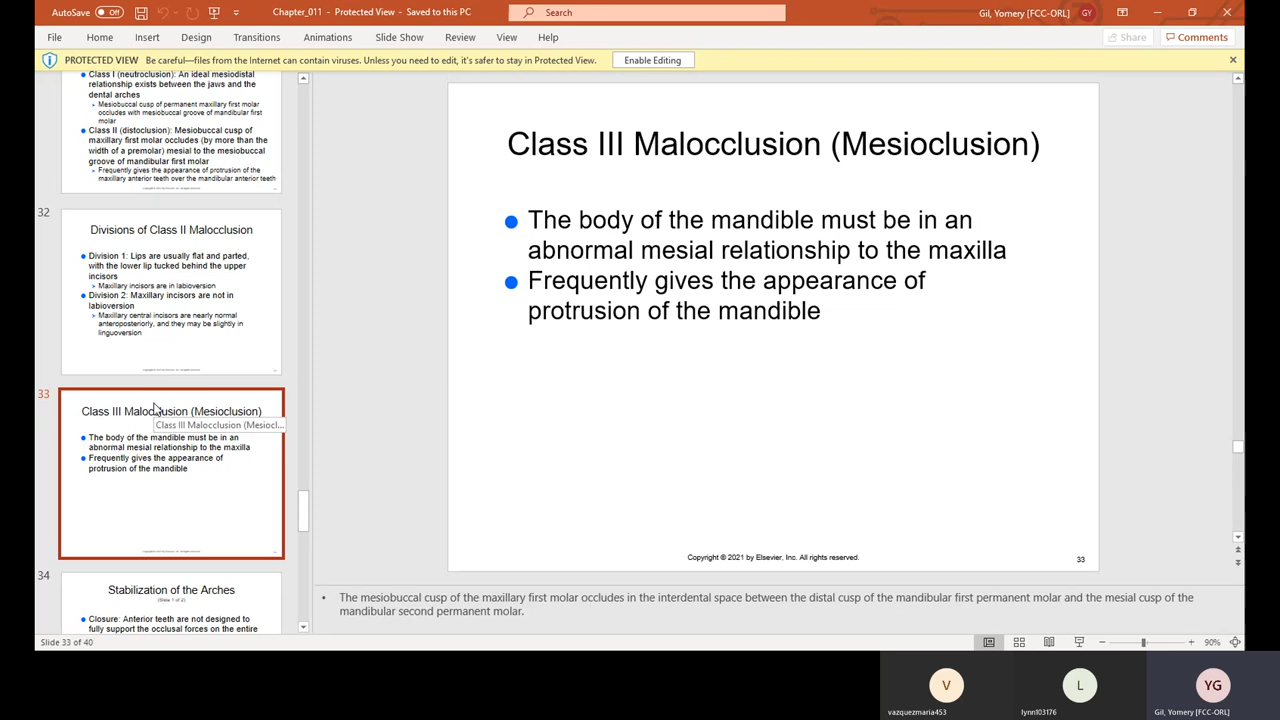 AutoSave Off
Chapter_011 - Protected View - Saved to this PC
Search
Gil, Yomery [FCC-ORL] GY
File Home Insert Design Transitions Animations Slide Show Review View Help
Share Comments
PROTECTED VIEW Be careful—files from the Internet can contain viruses. Unless you need to edit, it's safer to stay in Protected View. Enable Editing
Class I (neutroclusion): An ideal mesiodistal
relationship exists between the jaws and the
dental arches
Mesiobuccal cusp of permanent maxillary first molar
occludes with mesiobuccal groove of mandibular first
molar
Class II (distoclusion): Mesiobuccal cusp of
maxillary first molar occludes (by more than the
width of a premolar) mesial to the mesiobuccal
groove of mandibular first molar
Frequently gives the appearance of protrusion of the
maxillary anterior teeth over the mandibular anterior teeth
32
Divisions of Class II Malocclusion
Division 1: Lips are usually flat and parted,
with the lower lip tucked behind the upper
incisors
Maxillary incisors are in labioversion
Division 2: Maxillary incisors are not in
labioversion
Maxillary central incisors are nearly normal
anteroposteriorly, and they may be slightly in
linguoversion
33
Class III Malocclusion (Mesioclusion)
Class III Malocclusion (Mesiocl...
The body of the mandible must be in an
abnormal mesial relationship to the maxilla
Frequently gives the appearance of
protrusion of the mandible
34
Stabilization of the Arches
(Slide 1 of 2)
Closure: Anterior teeth are not designed to
fully support the occlusal forces on the entire
Class III Malocclusion (Mesioclusion)
The body of the mandible must be in an
abnormal mesial relationship to the maxilla
Frequently gives the appearance of
protrusion of the mandible
Copyright © 2021 by Elsevier, Inc. All rights reserved.
33
The mesiobuccal cusp of the maxillary first molar occludes in the interdental space between the distal cusp of the mandibular first permanent molar and the mesial cusp of the
mandibular second permanent molar.
Slide 33 of 40
90%
V
L
YG
vazquezmaria453
lynn103176
Gil, Yomery [FCC-ORL]